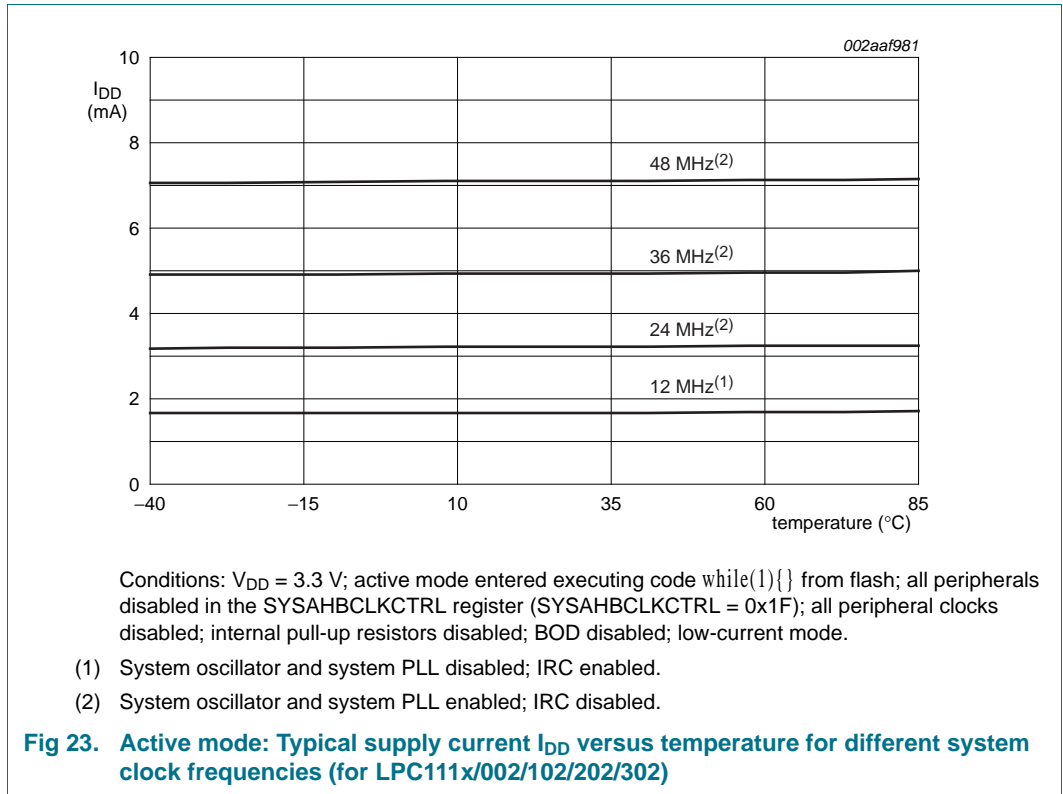 002aaf981
10
I_DD
(mA)
8
48 MHz(2)
6
36 MHz(2)
4
24 MHz(2)
12 MHz(1)
2
0
−40 −15 10 35 60 85
temperature (°C)
Conditions: V_DD = 3.3 V; active mode entered executing code while(1){} from flash; all peripherals
disabled in the SYSAHBCLKCTRL register (SYSAHBCLKCTRL = 0x1F); all peripheral clocks
disabled; internal pull-up resistors disabled; BOD disabled; low-current mode.
(1) System oscillator and system PLL disabled; IRC enabled.
(2) System oscillator and system PLL enabled; IRC disabled.
Fig 23. Active mode: Typical supply current I_DD versus temperature for different system
clock frequencies (for LPC111x/002/102/202/302)